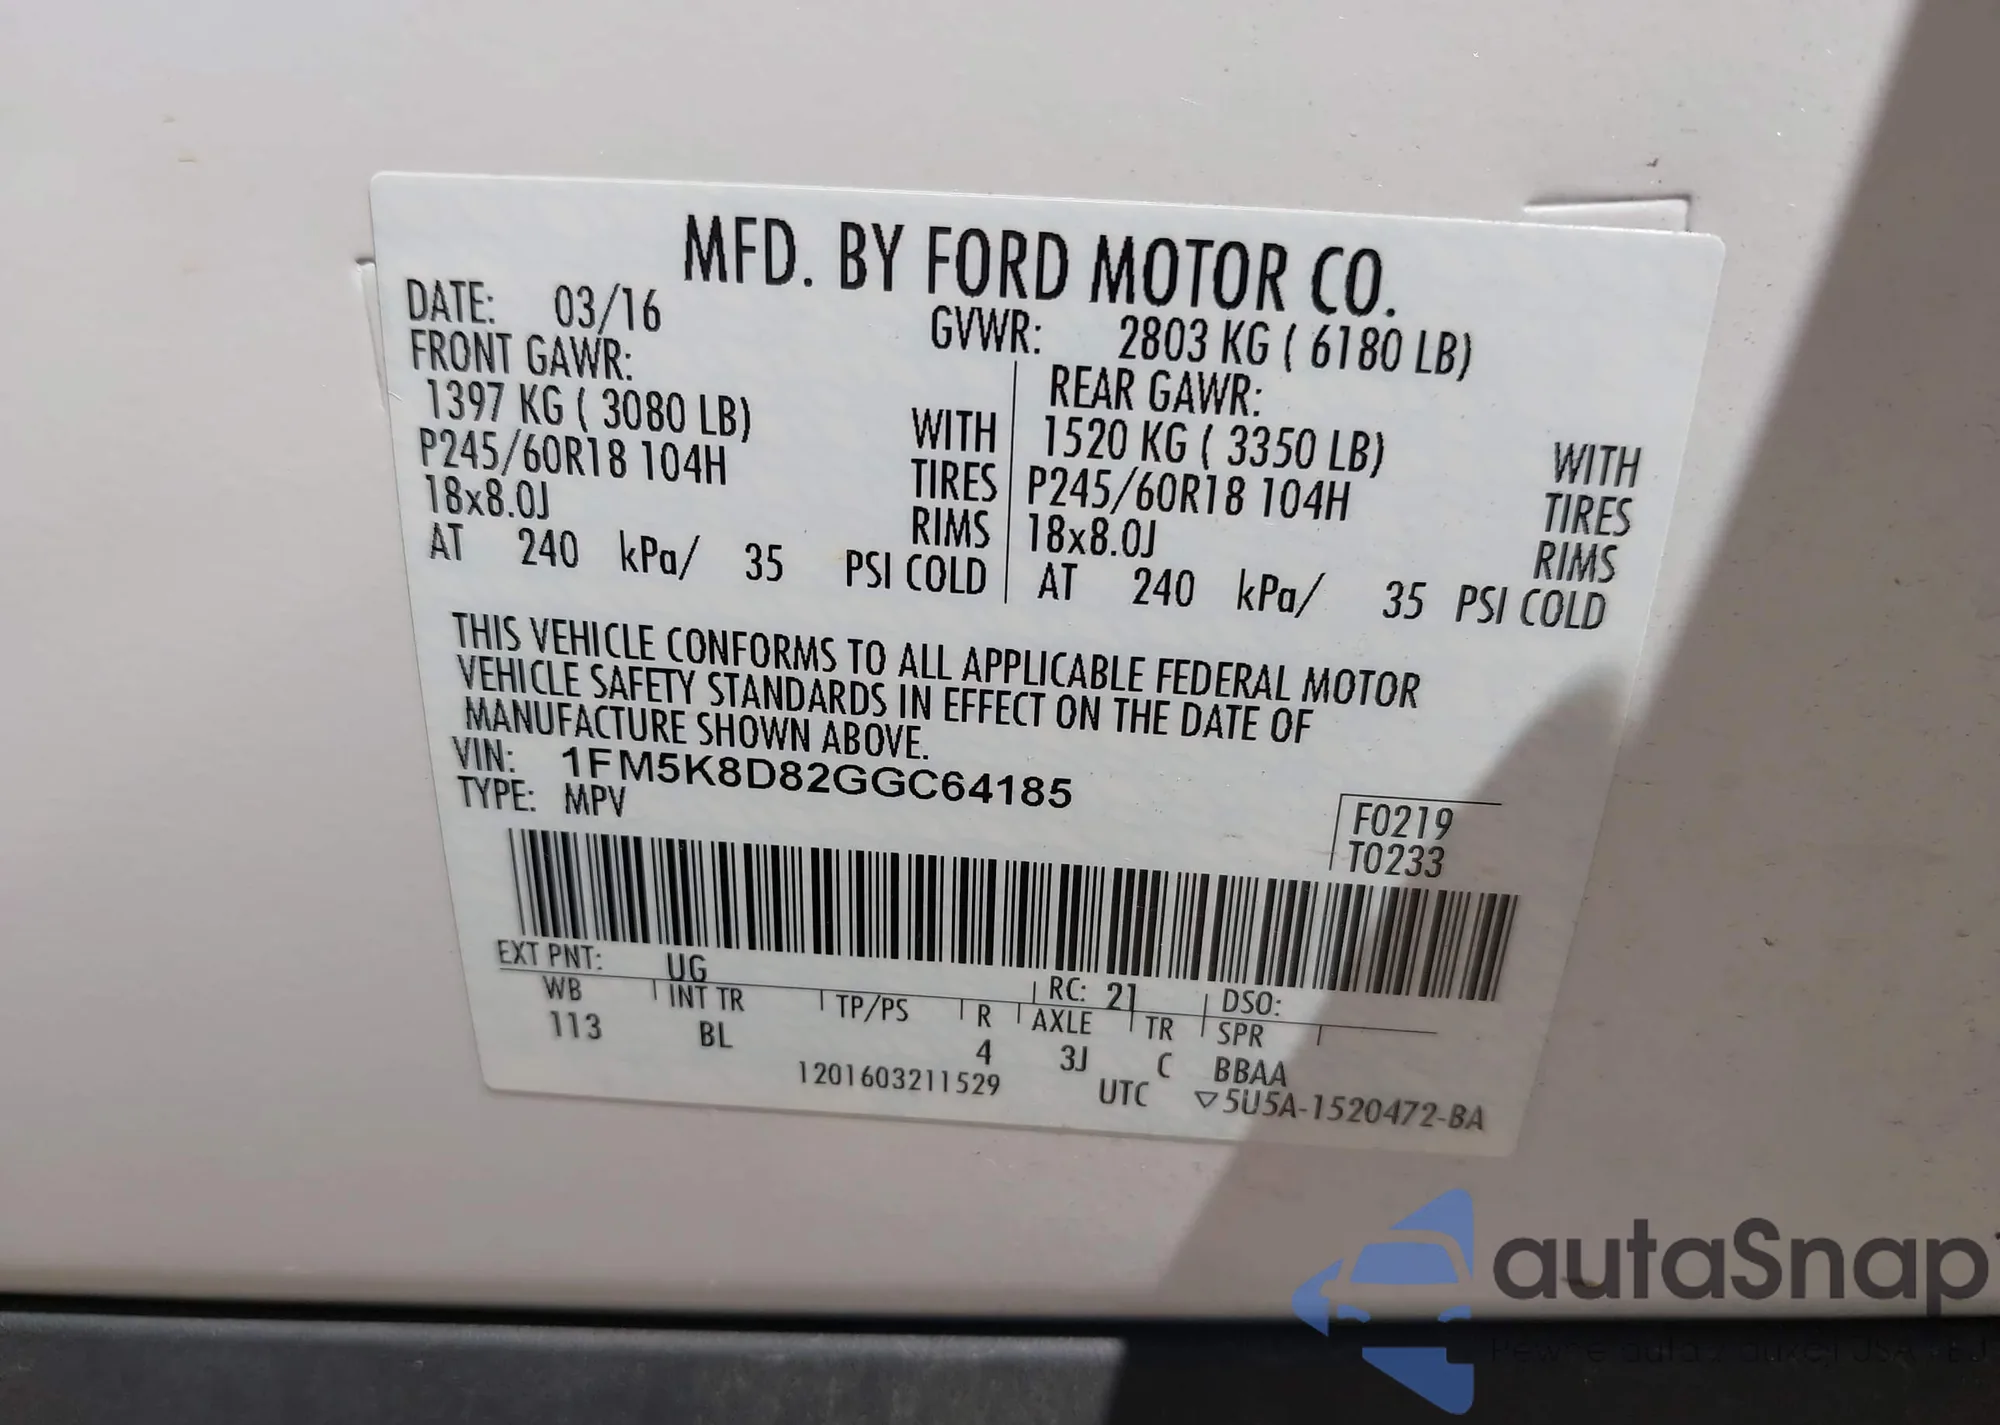 MFD. BY FORD MOTOR CO.
DATE: 03/16 GVWR: 2803 KG ( 6180 LB)
FRONT GAWR: REAR GAWR:
1397 KG ( 3080 LB) WITH 1520 KG ( 3350 LB) WITH
P245/60R18 104H TIRES P245/60R18 104H TIRES
18x8.0J RIMS 18x8.0J RIMS
AT 240 kPa/ 35 PSI COLD AT 240 kPa/ 35 PSI COLD
THIS VEHICLE CONFORMS TO ALL APPLICABLE FEDERAL MOTOR
VEHICLE SAFETY STANDARDS IN EFFECT ON THE DATE OF
MANUFACTURE SHOWN ABOVE.
VIN: 1FM5K8D82GGC64185
TYPE: MPV
F0219
T0233
EXT PNT: UG RC: 21 DSO:
WB INT TR TP/PS R AXLE TR SPR
113 BL 4 3J C BBAA
1201603211529 UTC ▽5U5A-1520472-BA
autaSnap